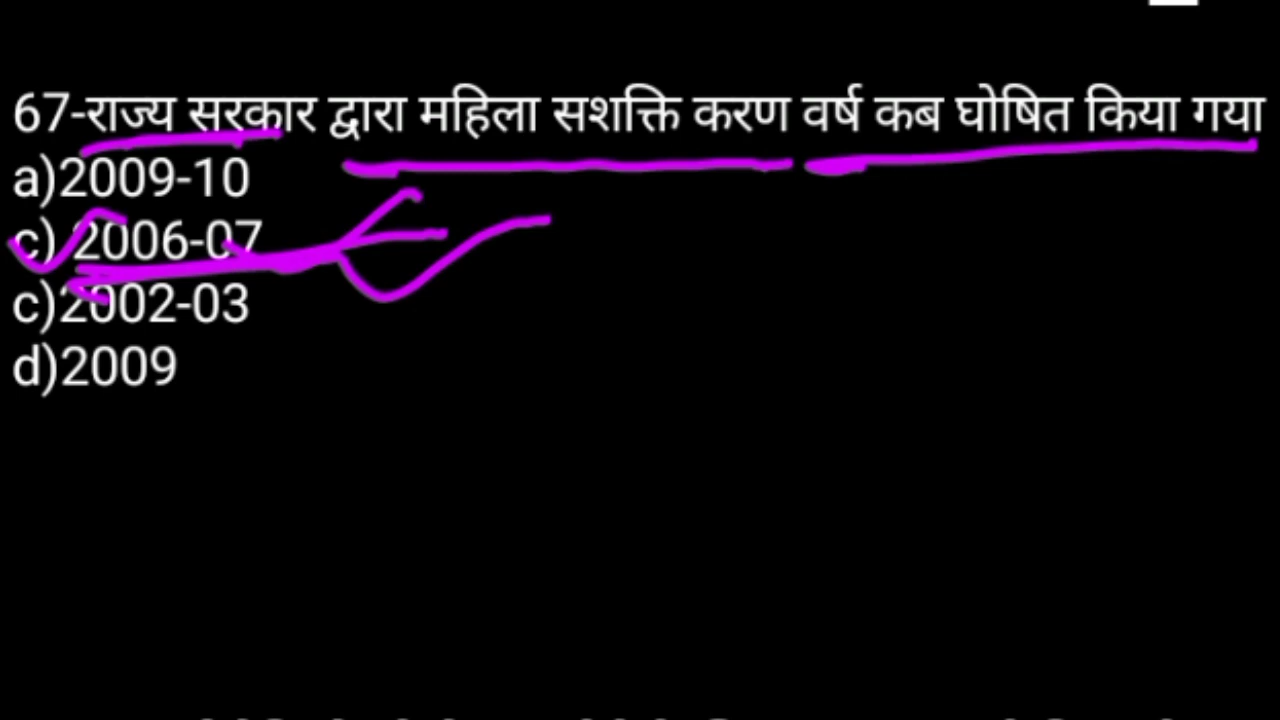 67-राज्य सरकार द्वारा महिला सशक्ति करण वर्ष कब घोषित किया गया
a)2009-10
c) 2006-07
c)2002-03
d)2009